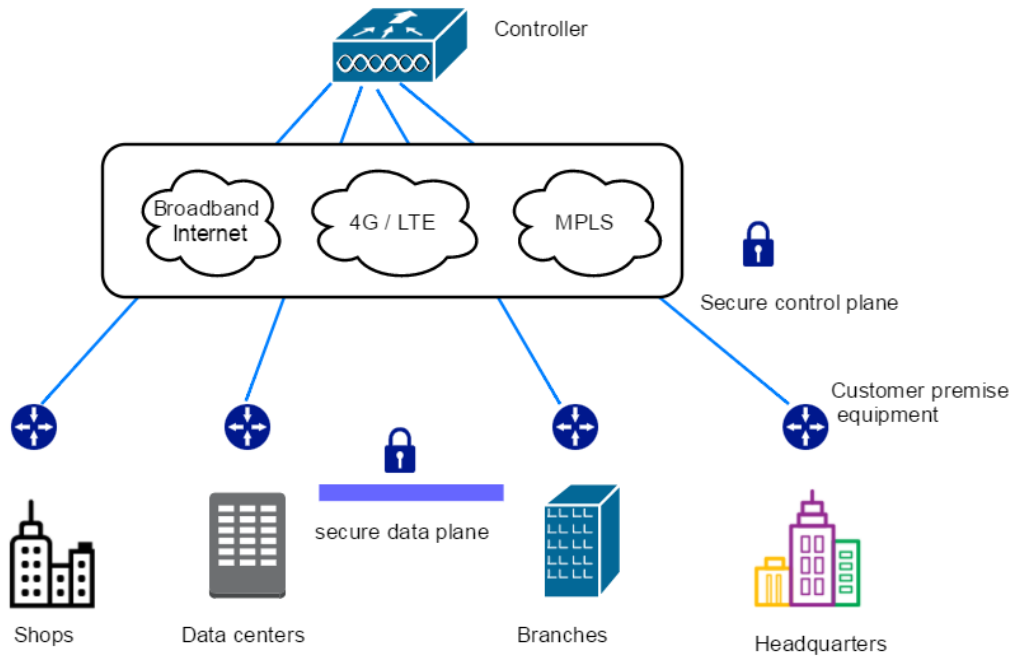 Controller
Broadband
Internet
4G / LTE
MPLS
Secure control plane
Customer premise
equipment
secure data plane
Shops
Data centers
Branches
Headquarters